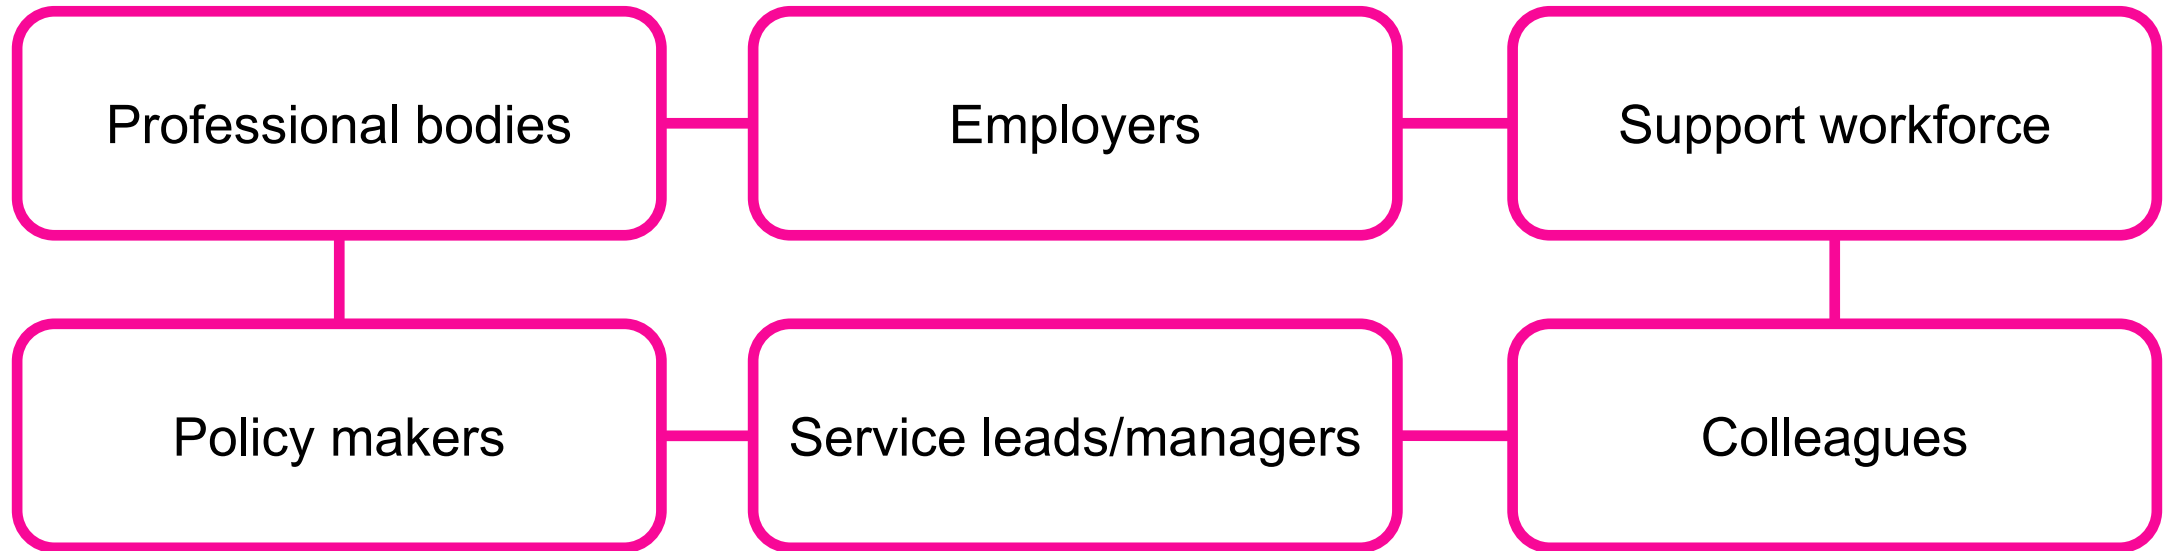 Professional bodies
Employers
Support workforce
Policy makers
Service leads/managers
Colleagues